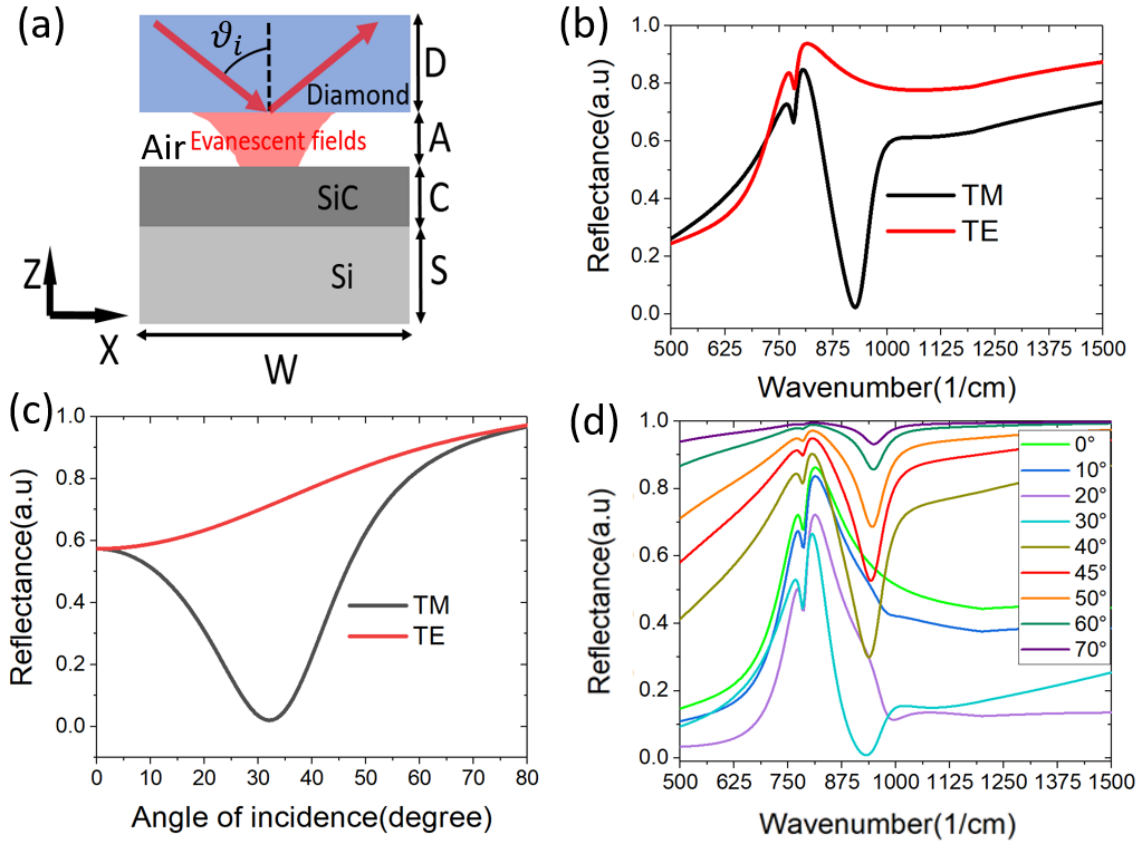 (a)
ϑi
D
Diamond
Air
Evanescent fields
A
SiC
C
Si
S
Z
X
W
(b)
Reflectance(a.u)
1.0
0.8
0.6
0.4
0.2
0.0
TM
TE
500 625 750 875 1000 1125 1250 1375 1500
Wavenumber(1/cm)
(c)
Reflectance(a.u)
1.0
0.8
0.6
0.4
0.2
0.0
TM
TE
0 10 20 30 40 50 60 70 80
Angle of incidence(degree)
(d)
Reflectance(a.u)
1.0
0.8
0.6
0.4
0.2
0.0
0°
10°
20°
30°
40°
45°
50°
60°
70°
500 625 750 875 1000 1125 1250 1375 1500
Wavenumber(1/cm)